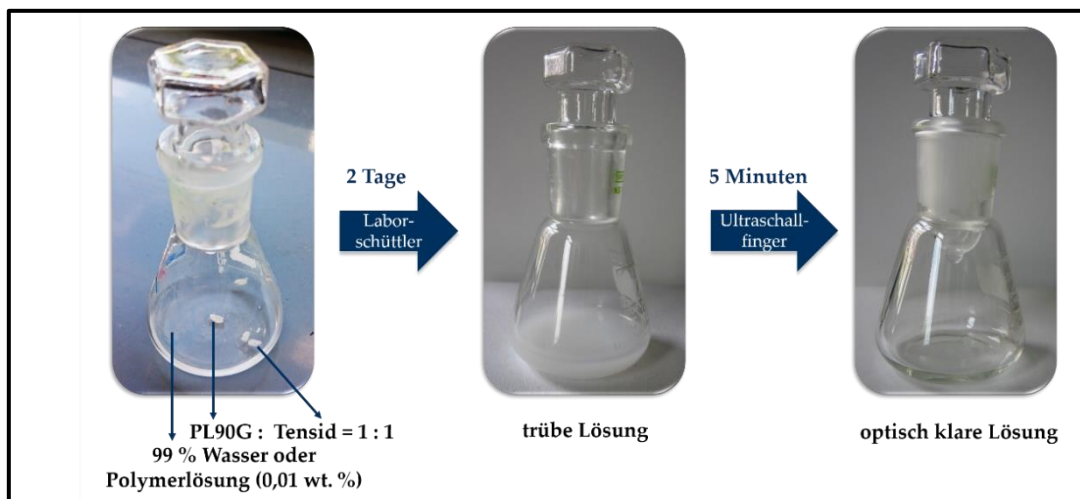 2 Tage
Labor-
schüttler
5 Minuten
Ultraschall-
finger
PL90G : Tensid = 1 : 1
99 % Wasser oder
Polymerlösung (0,01 wt. %)
trübe Lösung
optisch klare Lösung